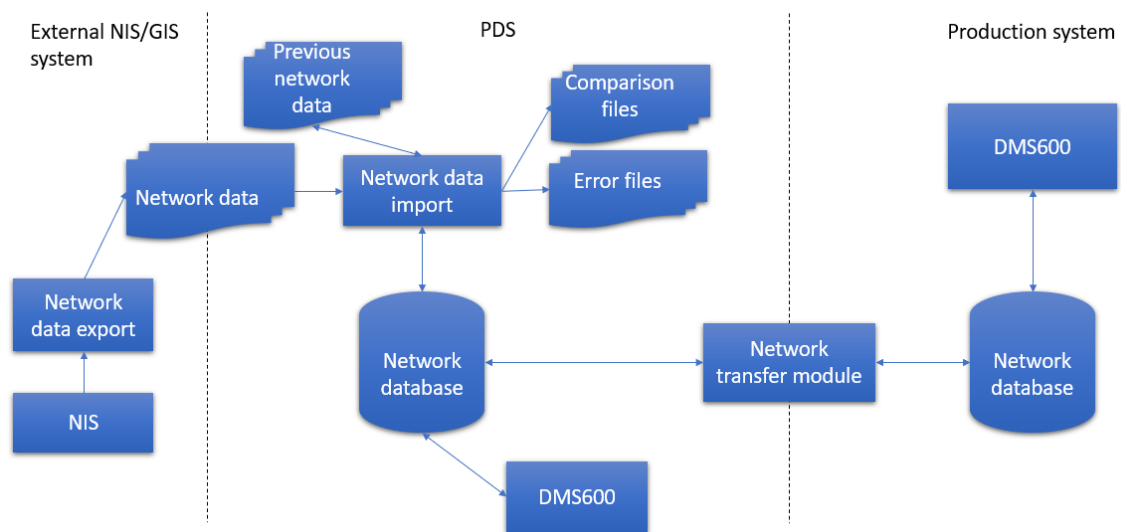 External NIS/GIS
system
PDS
Production system
Previous
network
data
Comparison
files
DMS600
Network data
Network data
import
Error files
Network
data export
Network
database
Network
transfer module
Network
database
NIS
DMS600